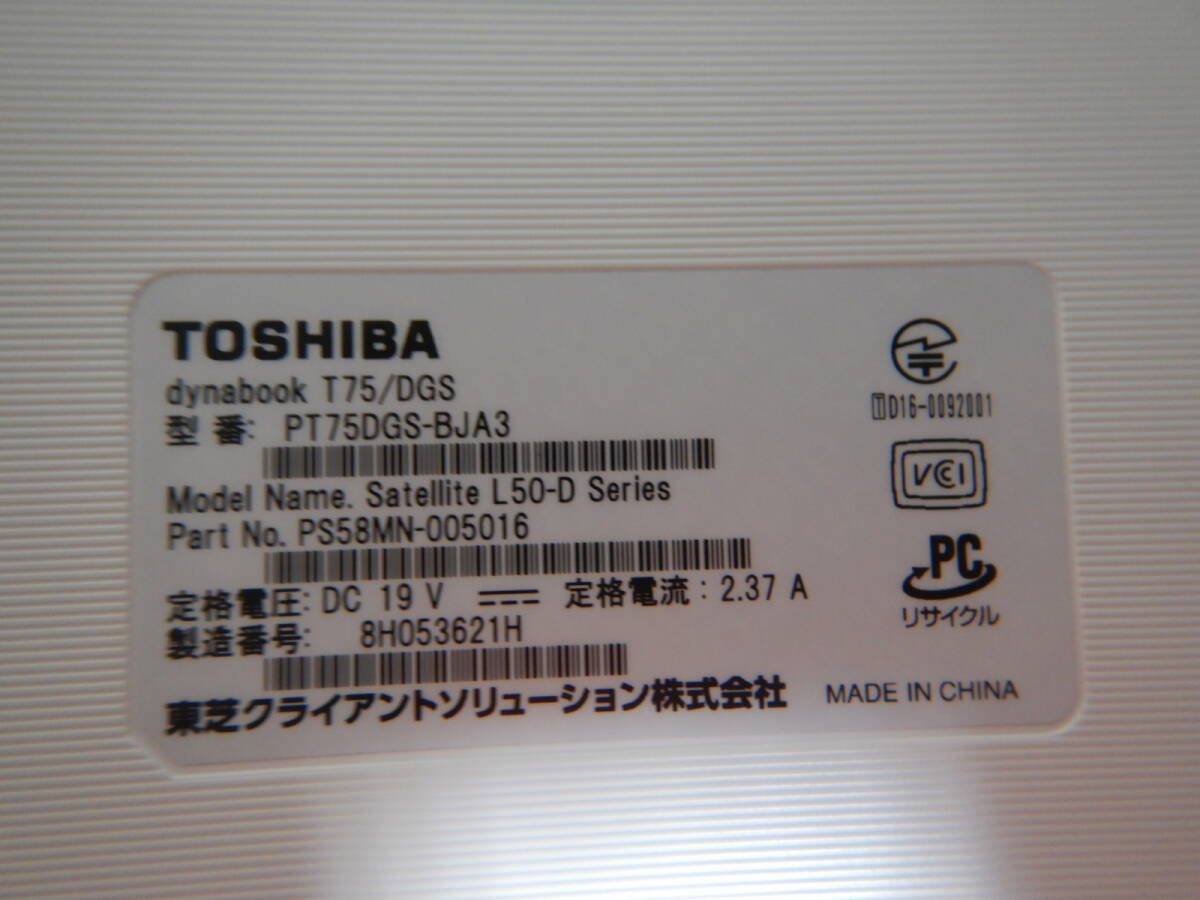 TOSHIBA
dynabook T75/DGS
型 番: PT75DGS-BJA3
Model Name. Satellite L50-D Series
Part No. PS58MN-005016
定格電圧: DC 19 V 定格電流 : 2.37 A
製造番号: 8H053621H
東芝クライアントソリューション株式会社
MADE IN CHINA
T D16-0092001
VCCI
PC
リサイクル